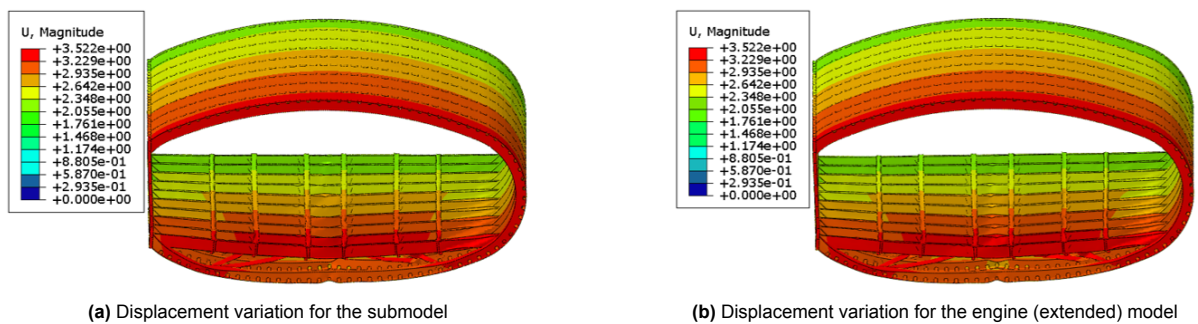 U, Magnitude
+3.522e+00
+3.229e+00
+2.935e+00
+2.642e+00
+2.348e+00
+2.055e+00
+1.761e+00
+1.468e+00
+1.174e+00
+8.805e-01
+5.870e-01
+2.935e-01
+0.000e+00
(a) Displacement variation for the submodel
U, Magnitude
+3.522e+00
+3.229e+00
+2.935e+00
+2.642e+00
+2.348e+00
+2.055e+00
+1.761e+00
+1.468e+00
+1.174e+00
+8.805e-01
+5.870e-01
+2.935e-01
+0.000e+00
(b) Displacement variation for the engine (extended) model